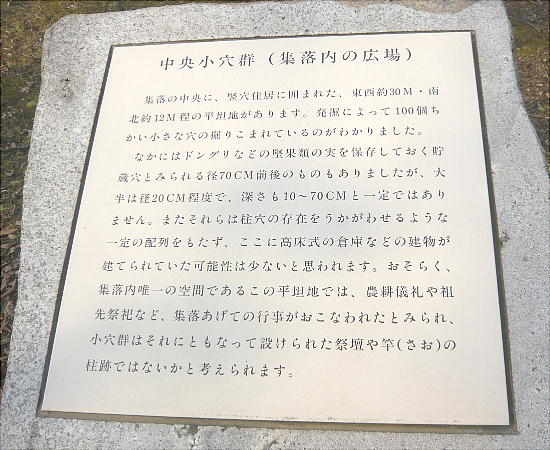 中央小穴群(集落内の広場)
集落の中央に、竪穴住居に囲まれた、東西約30M・南
北約12M程の平坦地があります。発掘によって100個ち
かい小さな穴の掘りこまれているのがわかりました。
なかにはドングリなどの堅果類の実を保存しておく貯
蔵穴とみられる径70CM前後のものもありましたが、大
半は径20CM程度で、深さも10〜70CMと一定ではあり
ません。またそれらは柱穴の存在をうかがわせるような
一定の配列をもたず、ここに高床式の倉庫などの建物が
建てられていた可能性は少ないと思われます。おそらく、
集落内唯一の空間であるこの平坦地では、農耕儀礼や祖
先祭祀など、集落あげての行事がおこなわれたとみられ、
小穴群はそれにともなって設けられた祭壇や竿(さお)の
柱跡ではないかと考えられます。